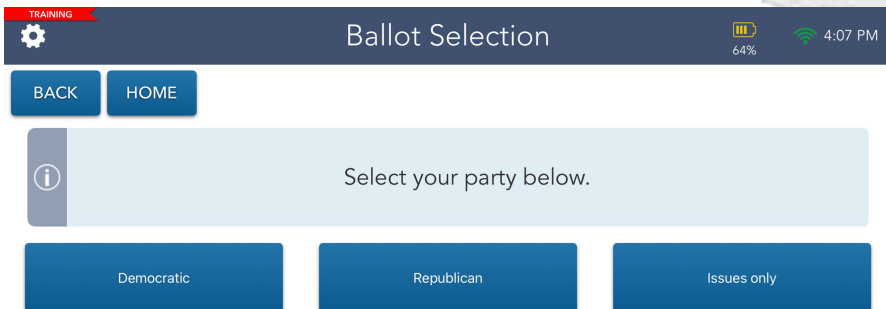 TRAINING
Ballot Selection
64%
4:07 PM
BACK HOME
Select your party below.
Democratic Republican Issues only